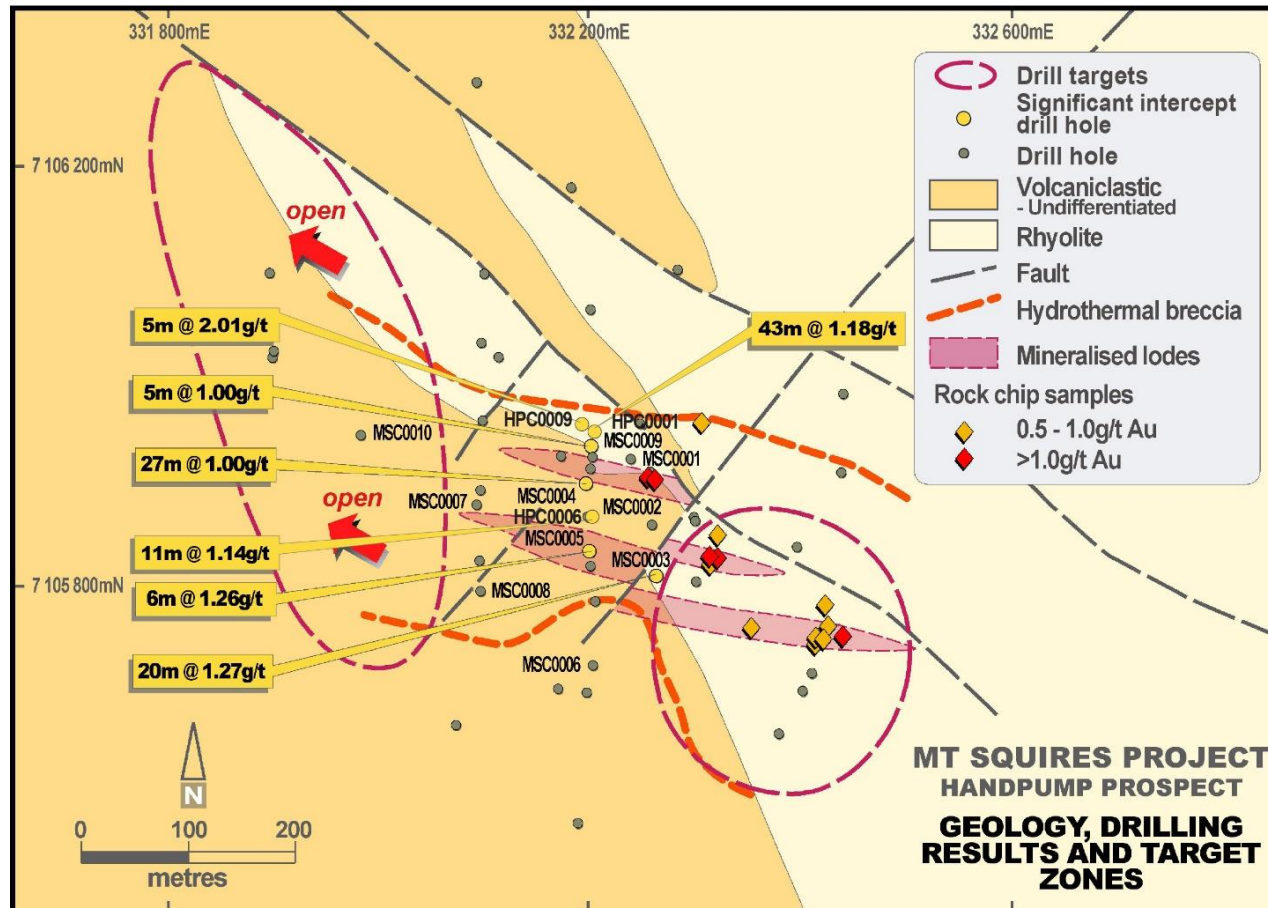 331 800mE
332 200mE
332 600mE
7 106 200mN
7 105 800mN
Drill targets
Significant intercept
drill hole
Drill hole
Volcaniclastic
- Undifferentiated
Rhyolite
Fault
Hydrothermal breccia
Mineralised lodes
Rock chip samples
0.5 - 1.0g/t Au
>1.0g/t Au
open
open
5m @ 2.01g/t
43m @ 1.18g/t
5m @ 1.00g/t
27m @ 1.00g/t
11m @ 1.14g/t
6m @ 1.26g/t
20m @ 1.27g/t
HPC0009
HPC0001
MSC0009
MSC0010
MSC0001
MSC0004
MSC0007
MSC0002
HPC0006
MSC0005
MSC0003
MSC0008
MSC0006
N
0 100 200
metres
MT SQUIRES PROJECT
HANDPUMP PROSPECT
GEOLOGY, DRILLING
RESULTS AND TARGET
ZONES